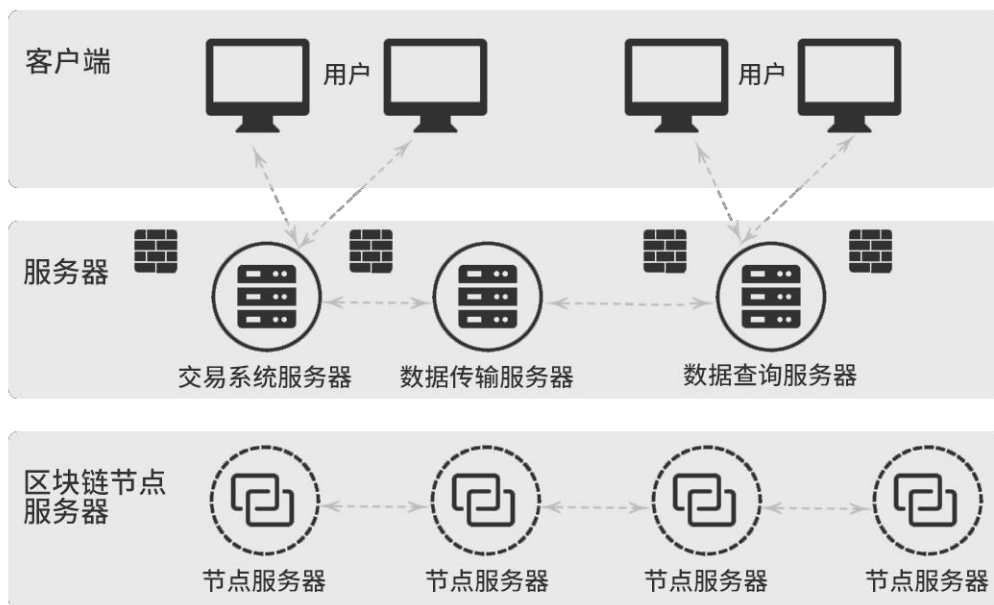 客户端
用户
用户
服务器
交易系统服务器
数据传输服务器
数据查询服务器
区块链节点
服务器
节点服务器
节点服务器
节点服务器
节点服务器